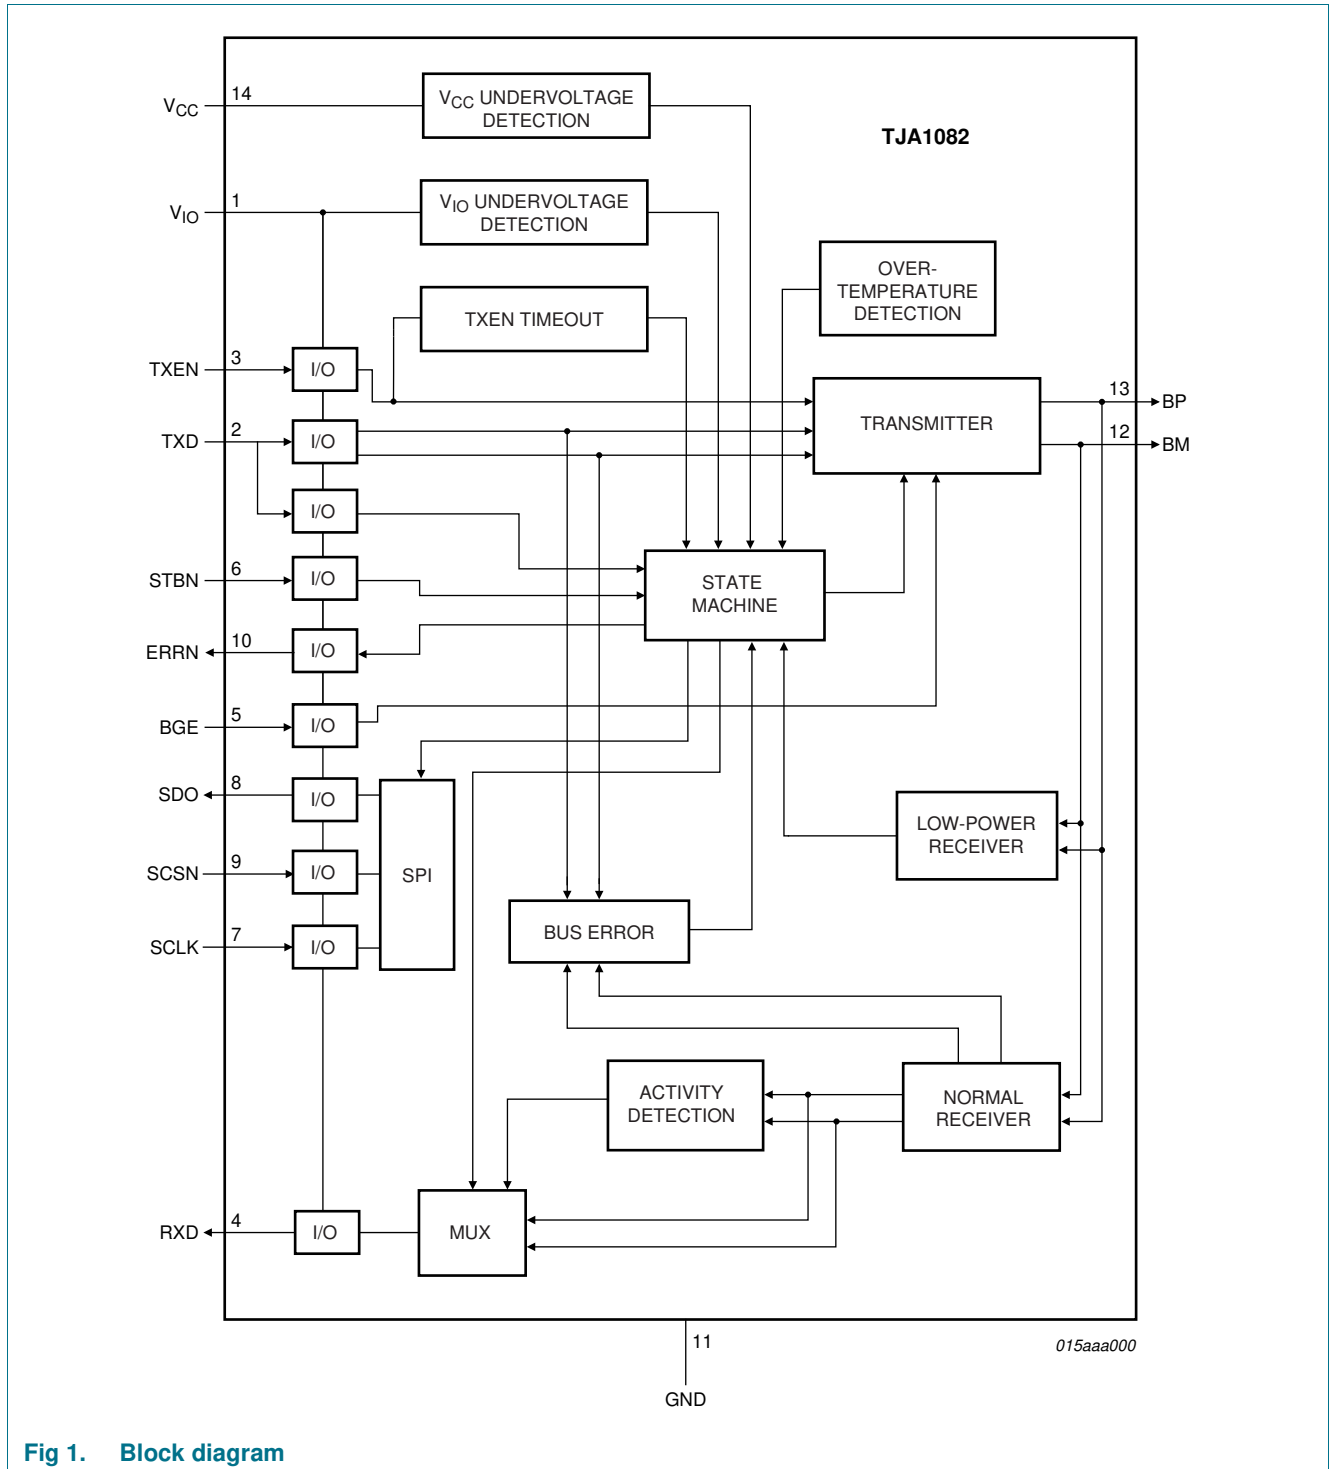 VCC
14
VCC UNDERVOLTAGE
DETECTION
TJA1082
VIO
1
VIO UNDERVOLTAGE
DETECTION
OVER-
TEMPERATURE
DETECTION
TXEN TIMEOUT
TXEN
3
I/O
TRANSMITTER
13
BP
TXD
2
I/O
12
BM
I/O
STBN
6
I/O
STATE
MACHINE
ERRN
10
I/O
BGE
5
I/O
SDO
8
I/O
LOW-POWER
RECEIVER
SCSN
9
I/O
SPI
BUS ERROR
SCLK
7
I/O
ACTIVITY
DETECTION
NORMAL
RECEIVER
RXD
4
I/O
MUX
11
015aaa000
GND
Fig 1. Block diagram